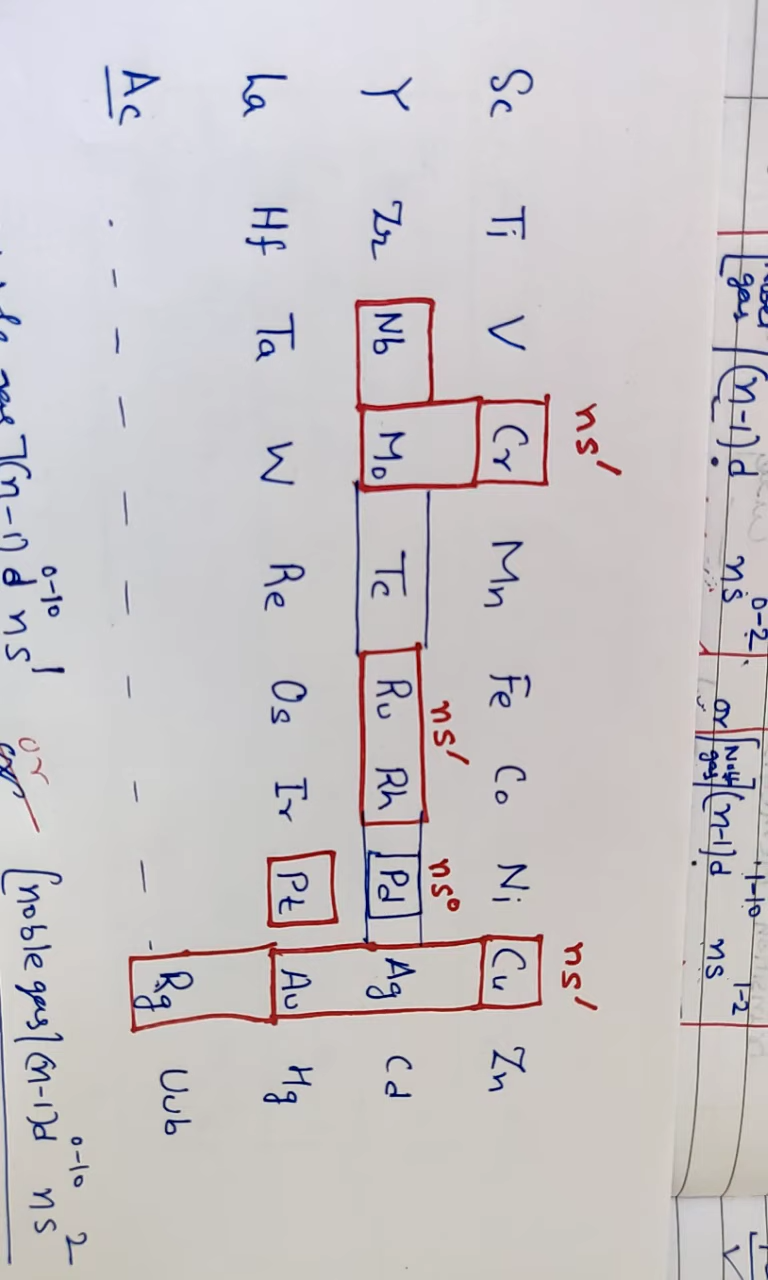 gas (n-1)d ns⁰⁻² or [Noble gas] (n-1)d¹⁻¹⁰ ns¹⁻²
ns¹ ns¹
Sc Ti V Cr Mn Fe Co Ni Cu Zn
ns¹ ns⁰
Y Zr Nb Mo Tc Ru Rh Pd Ag Cd
La Hf Ta W Re Os Ir Pt Au Hg
Ac . - - - - - - - - - Rg Uub
gas](n-1)d⁰⁻¹⁰ ns¹ or [noble gas](n-1)d⁰⁻¹⁰ ns²